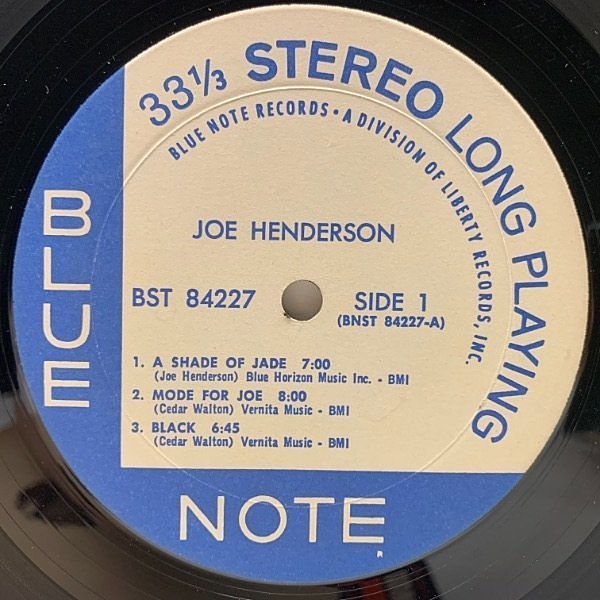 33⅓ STEREO LONG PLAYING
BLUE NOTE RECORDS • A DIVISION OF LIBERTY RECORDS, INC.
JOE HENDERSON
BST 84227
SIDE 1
(BNST 84227-A)
1. A SHADE OF JADE 7:00
(Joe Henderson) Blue Horizon Music Inc. - BMI
2. MODE FOR JOE 8:00
(Cedar Walton) Vernita Music - BMI
3. BLACK 6:45
(Cedar Walton) Vernita Music - BMI
BLUE
NOTE
R